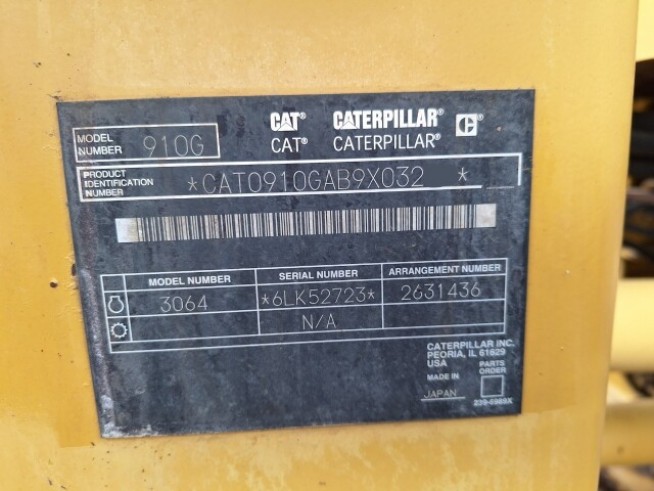 MODEL NUMBER 910G
CAT® CATERPILLAR® C
CAT® CATERPILLAR®
PRODUCT IDENTIFICATION NUMBER *CAT0910GAB9X032 *
MODEL NUMBER SERIAL NUMBER ARRANGEMENT NUMBER
3064 *6LK52723* 2631436
N/A
CATERPILLAR INC.
PEORIA, IL 61629
USA
PARTS ORDER
MADE IN
JAPAN